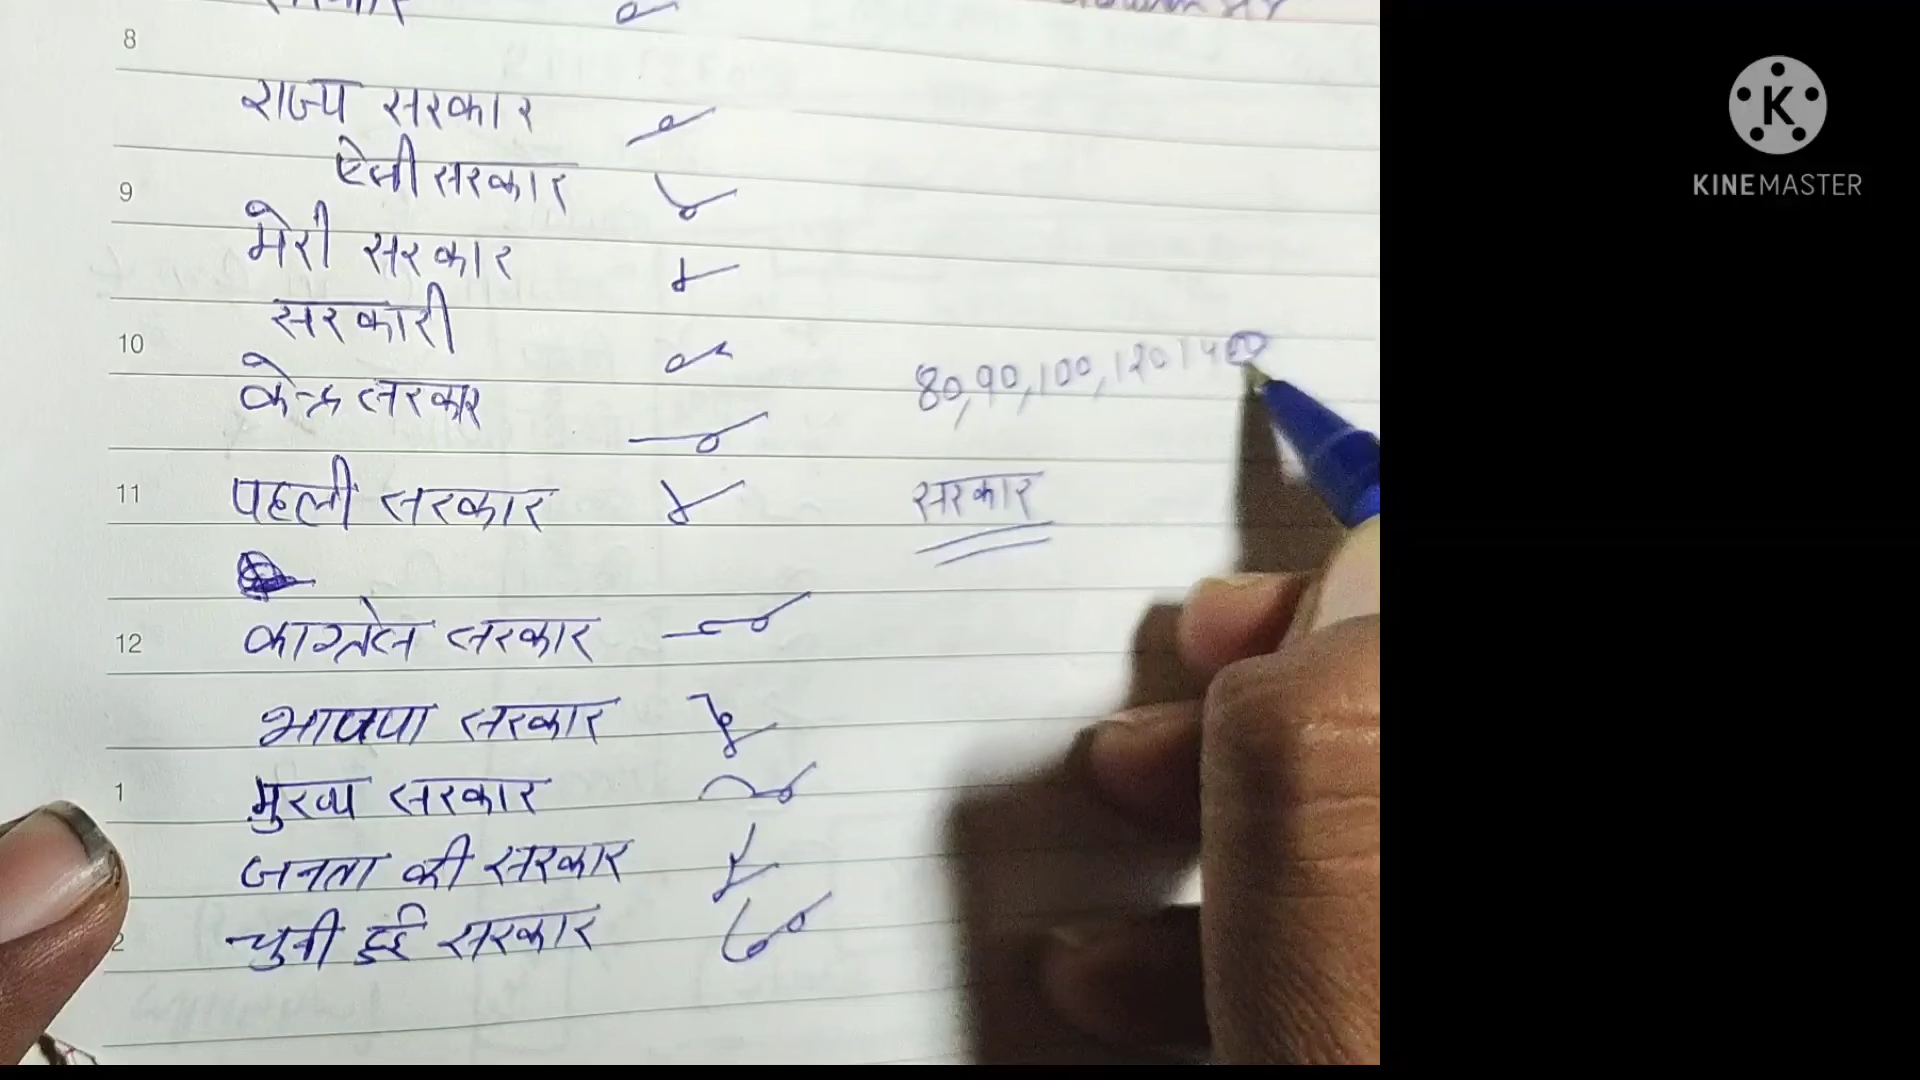 8
राज्य सरकार
ऐसी सरकार
9
मेरी सरकार
सरकारी
10
80, 90, 100, 120
केन्द्र सरकार
11
पहली सरकार
सरकार
12
सरकार
भाजपा सरकार
1
मुख्य सरकार
जनता की सरकार
2
चुनी हुई सरकार
K
KINEMASTER